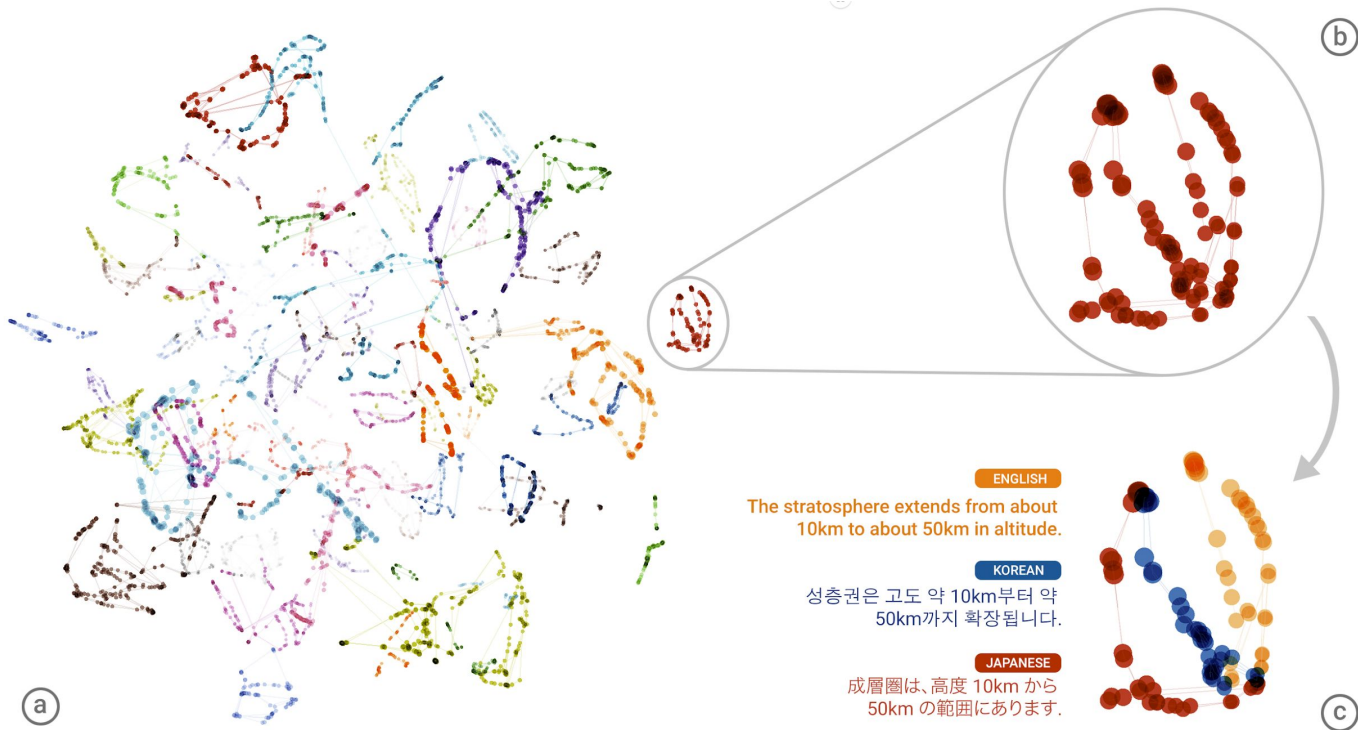 b
ENGLISH
The stratosphere extends from about
10km to about 50km in altitude.
KOREAN
성층권은 고도 약 10km부터 약
50km까지 확장됩니다.
JAPANESE
成層圏は、高度 10km から
50km の範囲にあります。
a
c